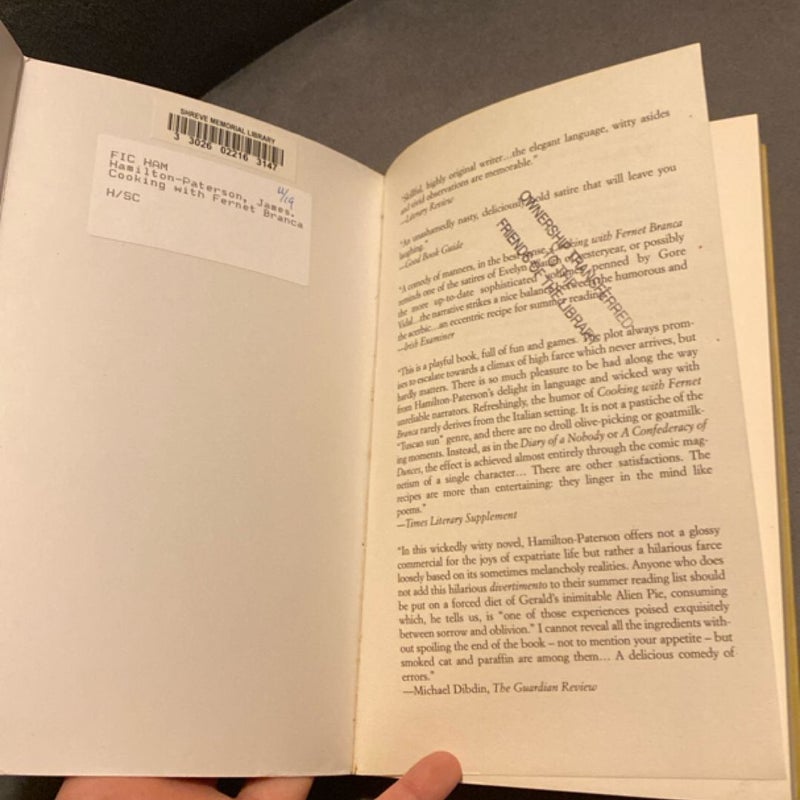 SHREVE MEMORIAL LIBRARY
3 3026 02216 3147
FIC HAM
Hamilton-Paterson, James.
Cooking with Fernet Branca
H/SC
4/19
"Skillful, highly original writer...the elegant language, witty asides
and vivid observations are memorable."
—Literary Review
"An unashamedly nasty, deliciously bold satire that will leave you
laughing."
—Good Book Guide
"A comedy of manners, in the best sense, Cooking with Fernet Branca
reminds one of the satires of Evelyn of yesteryear, or possibly
the more up-to-date sophisticated volumes penned by Gore
Vidal...the narrative strikes a nice balance between the humorous and
the acerbic...an eccentric recipe for summer reading."
—Irish Examiner
OWNERSHIP TRANSFERRED
TO THE
FRIENDS OF THE LIBRARY
"This is a playful book, full of fun and games. The plot always prom-
ises to escalate towards a climax of high farce which never arrives, but
hardly matters. There is so much pleasure to be had along the way
from Hamilton-Paterson's delight in language and wicked way with
unreliable narrators. Refreshingly, the humor of Cooking with Fernet
Branca rarely derives from the Italian setting. It is not a pastiche of the
"Tuscan sun" genre, and there are no droll olive-picking or goatmilk-
ing moments. Instead, as in the Diary of a Nobody or A Confederacy of
Dunces, the effect is achieved almost entirely through the comic mag-
netism of a single character... There are other satisfactions. The
recipes are more than entertaining: they linger in the mind like
poems."
—Times Literary Supplement
"In this wickedly witty novel, Hamilton-Paterson offers not a glossy
commercial for the joys of expatriate life but rather a hilarious farce
loosely based on its sometimes melancholy realities. Anyone who does
not add this hilarious divertimento to their summer reading list should
be put on a forced diet of Gerald's inimitable Alien Pie, consuming
which, he tells us, is "one of those experiences poised exquisitely
between sorrow and oblivion." I cannot reveal all the ingredients with-
out spoiling the end of the book – not to mention your appetite – but
smoked cat and paraffin are among them... A delicious comedy of
errors."
—Michael Dibdin, The Guardian Review